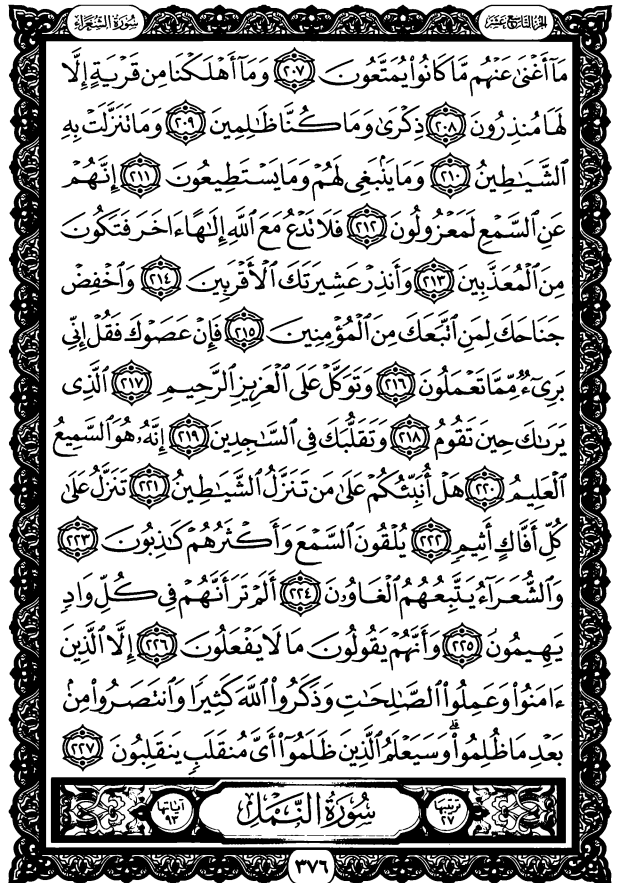 الجزء التاسع عشر
سورة الشعراء
مَآ أَغْنَىٰ عَنْهُم مَّا كَانُوا۟ يُمَتَّعُونَ ٢٠٧ وَمَآ أَهْلَكْنَا مِن قَرْيَةٍ إِلَّا
لَهَا مُنذِرُونَ ٢٠٨ ذِكْرَىٰ وَمَا كُنَّا ظَـٰلِمِينَ ٢٠٩ وَمَا تَنَزَّلَتْ بِهِ
ٱلشَّيَـٰطِينُ ٢١٠ وَمَا يَنۢبَغِى لَهُمْ وَمَا يَسْتَطِيعُونَ ٢١١ إِنَّهُمْ
عَنِ ٱلسَّمْعِ لَمَعْزُولُونَ ٢١٢ فَلَا تَدْعُ مَعَ ٱللَّهِ إِلَـٰهًا ءَاخَرَ فَتَكُونَ
مِنَ ٱلْمُعَذَّبِينَ ٢١٣ وَأَنذِرْ عَشِيرَتَكَ ٱلْأَقْرَبِينَ ٢١٤ وَٱخْفِضْ
جَنَاحَكَ لِمَنِ ٱتَّبَعَكَ مِنَ ٱلْمُؤْمِنِينَ ٢١٥ فَإِنْ عَصَوْكَ فَقُلْ إِنِّى
بَرِىٓءٌ مِّمَّا تَعْمَلُونَ ٢١٦ وَتَوَكَّلْ عَلَى ٱلْعَزِيزِ ٱلرَّحِيمِ ٢١٧ ٱلَّذِى
يَرَىٰكَ حِينَ تَقُومُ ٢١٨ وَتَقَلُّبَكَ فِى ٱلسَّـٰجِدِينَ ٢١٩ إِنَّهُۥ هُوَ ٱلسَّمِيعُ
ٱلْعَلِيمُ ٢٢٠ هَلْ أُنَبِّئُكُمْ عَلَىٰ مَن تَنَزَّلُ ٱلشَّيَـٰطِينُ ٢٢١ تَنَزَّلُ عَلَىٰ
كُلِّ أَفَّاكٍ أَثِيمٍ ٢٢٢ يُلْقُونَ ٱلسَّمْعَ وَأَكْثَرُهُمْ كَـٰذِبُونَ ٢٢٣
وَٱلشُّعَرَآءُ يَتَّبِعُهُمُ ٱلْغَاوُۥنَ ٢٢٤ أَلَمْ تَرَ أَنَّهُمْ فِى كُلِّ وَادٍ
يَهِيمُونَ ٢٢٥ وَأَنَّهُمْ يَقُولُونَ مَا لَا يَفْعَلُونَ ٢٢٦ إِلَّا ٱلَّذِينَ
ءَامَنُوا۟ وَعَمِلُوا۟ ٱلصَّـٰلِحَـٰتِ وَذَكَرُوا۟ ٱللَّهَ كَثِيرًا وَٱنتَصَرُوا۟ مِنۢ
بَعْدِ مَا ظُلِمُوا۟ ۗ وَسَيَعْلَمُ ٱلَّذِينَ ظَلَمُوٓا۟ أَىَّ مُنقَلَبٍ يَنقَلِبُونَ ٢٢٧
ترتيبها ٢٧
سُورَةُ النَّمْلِ
آياتها ٩٣
٣٧٦